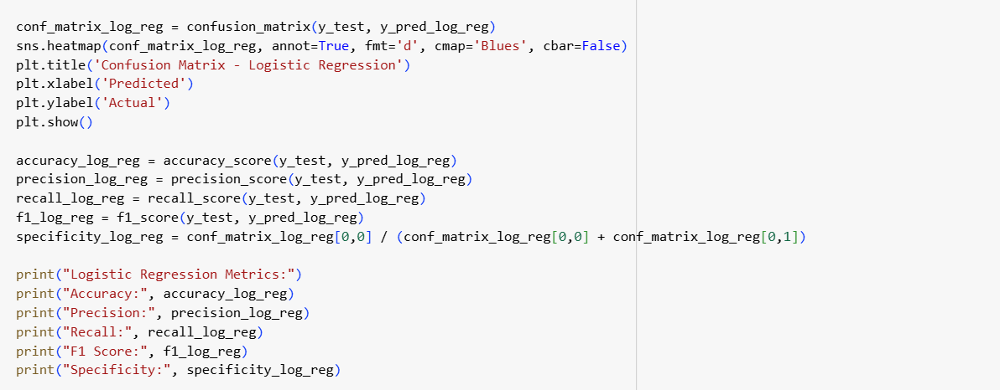 conf_matrix_log_reg = confusion_matrix(y_test, y_pred_log_reg)
sns.heatmap(conf_matrix_log_reg, annot=True, fmt='d', cmap='Blues', cbar=False)
plt.title('Confusion Matrix - Logistic Regression')
plt.xlabel('Predicted')
plt.ylabel('Actual')
plt.show()
accuracy_log_reg = accuracy_score(y_test, y_pred_log_reg)
precision_log_reg = precision_score(y_test, y_pred_log_reg)
recall_log_reg = recall_score(y_test, y_pred_log_reg)
f1_log_reg = f1_score(y_test, y_pred_log_reg)
specificity_log_reg = conf_matrix_log_reg[0,0] / (conf_matrix_log_reg[0,0] + conf_matrix_log_reg[0,1])
print("Logistic Regression Metrics:")
print("Accuracy:", accuracy_log_reg)
print("Precision:", precision_log_reg)
print("Recall:", recall_log_reg)
print("F1 Score:", f1_log_reg)
print("Specificity:", specificity_log_reg)